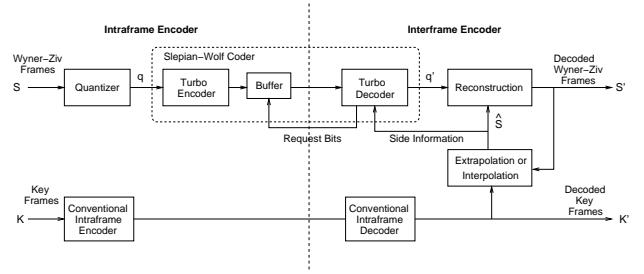 Intraframe Encoder
Interframe Encoder
Wyner−Ziv
Frames
S
Quantizer
q
Slepian−Wolf Coder
Turbo
Encoder
Buffer
Turbo
Decoder
q'
Reconstruction
Decoded
Wyner−Ziv
Frames
S'
Request Bits
Side Information
^
S
Extrapolation or
Interpolation
Key
Frames
K
Conventional
Intraframe
Encoder
Conventional
Intraframe
Decoder
Decoded
Key
Frames
K'